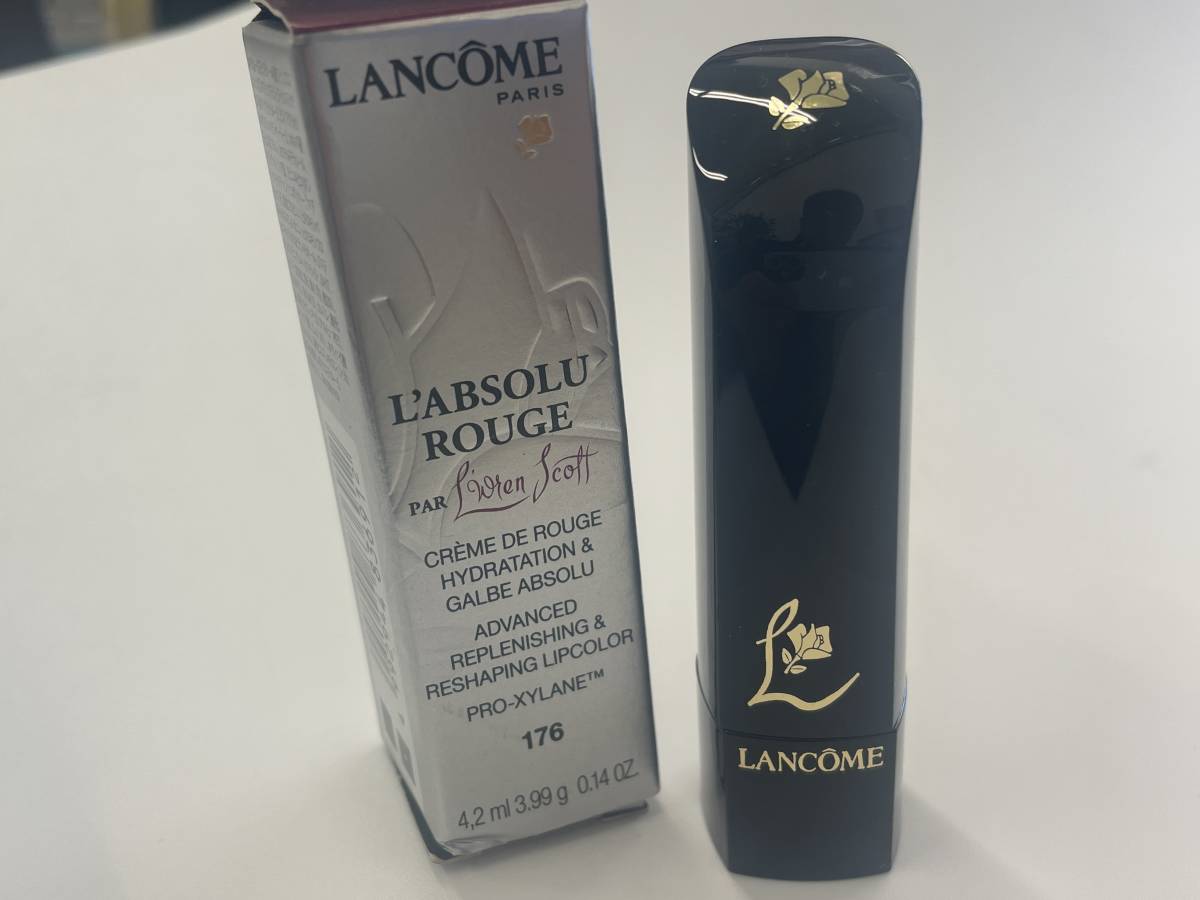 LANCÔME
PARIS
L'ABSOLU
ROUGE
PAR L'Wren Scott
CRÈME DE ROUGE
HYDRATATION &
GALBE ABSOLU
ADVANCED
REPLENISHING &
RESHAPING LIPCOLOR
PRO-XYLANE™
176
4,2 ml 3.99 g 0.14 OZ.
B
L
B
LANCÔME